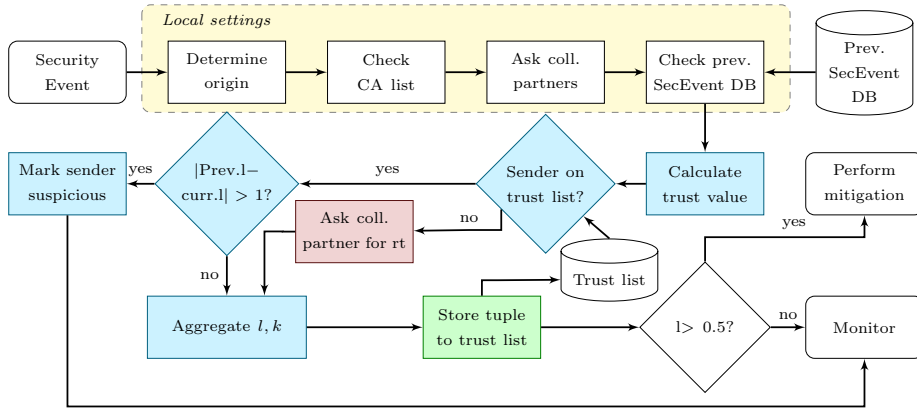 Local settings
Security
Event
Determine
origin
Check
CA list
Ask coll.
partners
Check prev.
SecEvent DB
Prev.
SecEvent
DB
Mark sender
suspicious
yes
|Prev.l−
curr.l| > 1?
yes
Sender on
trust list?
Calculate
trust value
Perform
mitigation
no
Ask coll.
partner for rt
no
Trust list
yes
Aggregate l, k
Store tuple
to trust list
l> 0.5?
no
Monitor